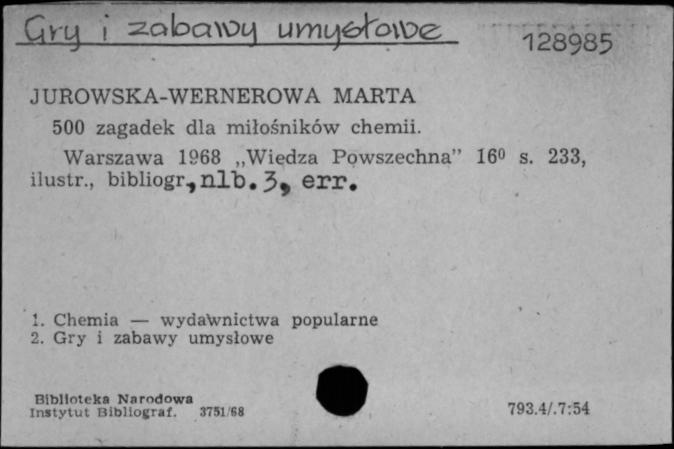 Gry i zabawy umysłowe
128985
JUROWSKA-WERNEROWA MARTA
500 zagadek dla miłośników chemii.
Warszawa 1968 „Wiedza Powszechna” 16⁰ s. 233,
ilustr., bibliogr., nlb. 3, err.
1. Chemia — wydawnictwa popularne
2. Gry i zabawy umysłowe
Biblioteka Narodowa
Instytut Bibliograf. 3751/68
793.4/.7:54